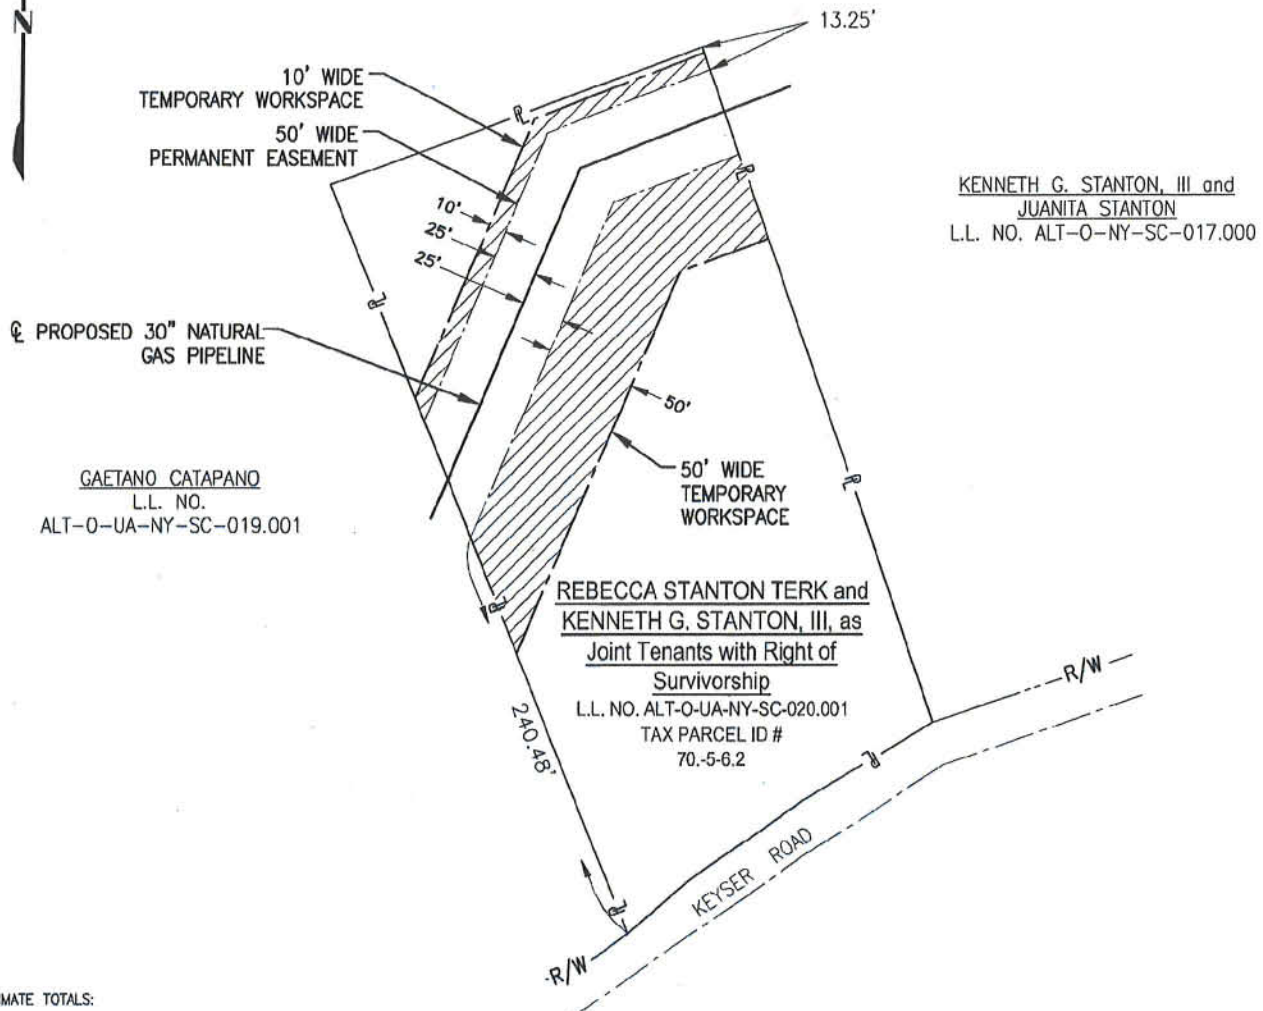 N
13.25'
10' WIDE
TEMPORARY WORKSPACE
50' WIDE
PERMANENT EASEMENT
10'
25'
25'
KENNETH G. STANTON, III and
JUANITA STANTON
L.L. NO. ALT-O-NY-SC-017.000
℄ PROPOSED 30" NATURAL
GAS PIPELINE
50'
50' WIDE
TEMPORARY
WORKSPACE
GAETANO CATAPANO
L.L. NO.
ALT-O-UA-NY-SC-019.001
REBECCA STANTON TERK and
KENNETH G. STANTON, III, as
Joint Tenants with Right of
Survivorship
L.L. NO. ALT-O-UA-NY-SC-020.001
TAX PARCEL ID #
70.-5-6.2
240.48'
R/W
KEYSER ROAD
R/W
MATE TOTALS: